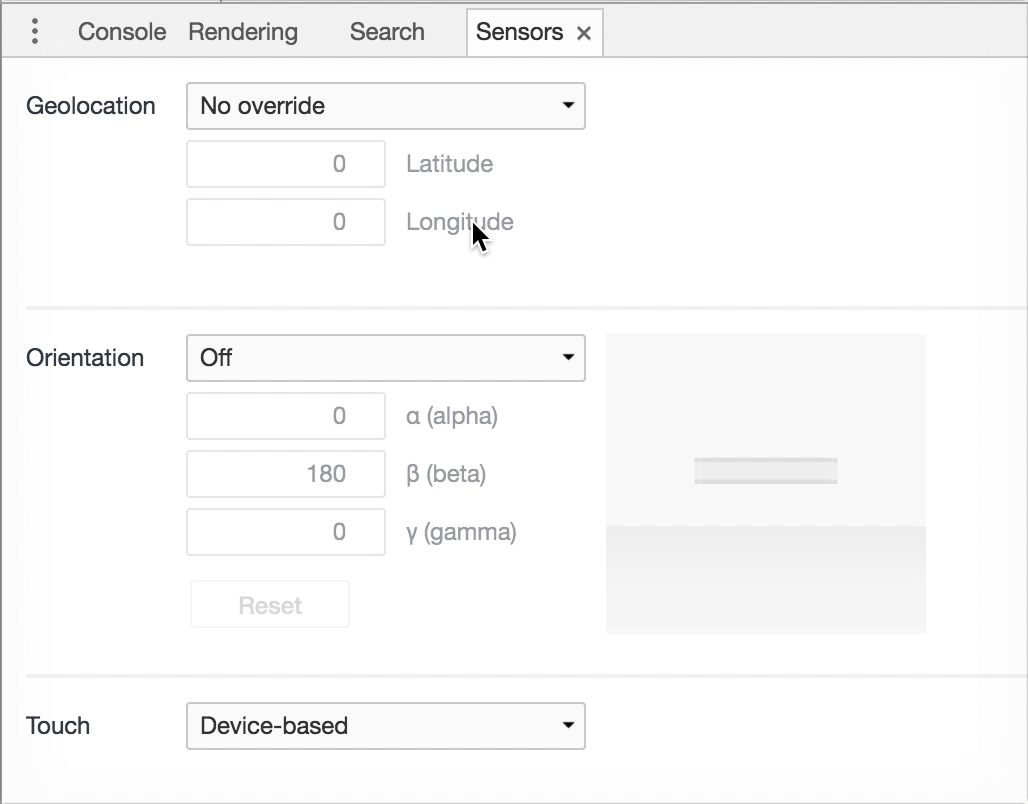 Console Rendering Search Sensors ×
Geolocation No override
0 Latitude
0 Longitude
Orientation Off
0 α (alpha)
180 β (beta)
0 γ (gamma)
Reset
Touch Device-based